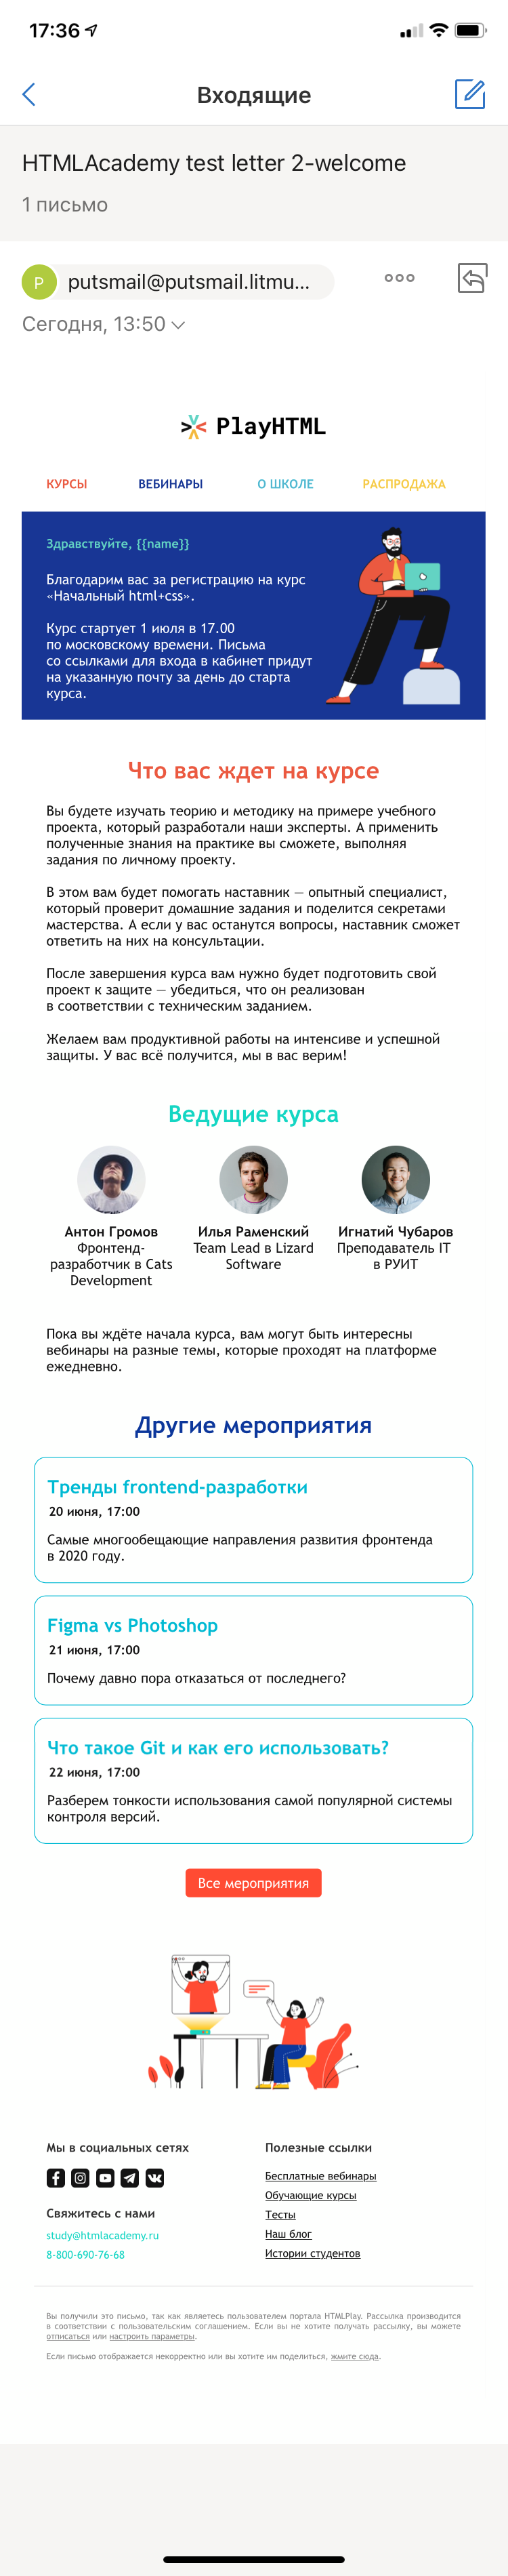 17:36
Входящие
HTMLAcademy test letter 2-welcome
1 письмо
P
putsmail@putsmail.litmu...
Сегодня, 13:50
PlayHTML
КУРСЫ ВЕБИНАРЫ О ШКОЛЕ РАСПРОДАЖА
Здравствуйте, {{name}}
Благодарим вас за регистрацию на курс
«Начальный html+css».
Курс стартует 1 июля в 17.00
по московскому времени. Письма
со ссылками для входа в кабинет придут
на указанную почту за день до старта
курса.
Что вас ждет на курсе
Вы будете изучать теорию и методику на примере учебного
проекта, который разработали наши эксперты. А применить
полученные знания на практике вы сможете, выполняя
задания по личному проекту.
В этом вам будет помогать наставник — опытный специалист,
который проверит домашние задания и поделится секретами
мастерства. А если у вас останутся вопросы, наставник сможет
ответить на них на консультации.
После завершения курса вам нужно будет подготовить свой
проект к защите — убедиться, что он реализован
в соответствии с техническим заданием.
Желаем вам продуктивной работы на интенсиве и успешной
защиты. У вас всё получится, мы в вас верим!
Ведущие курса
Антон Громов
Фронтенд-
разработчик в Cats
Development
Илья Раменский
Team Lead в Lizard
Software
Игнатий Чубаров
Преподаватель IT
в РУИТ
Пока вы ждёте начала курса, вам могут быть интересны
вебинары на разные темы, которые проходят на платформе
ежедневно.
Другие мероприятия
Тренды frontend-разработки
20 июня, 17:00
Самые многообещающие направления развития фронтенда
в 2020 году.
Figma vs Photoshop
21 июня, 17:00
Почему давно пора отказаться от последнего?
Что такое Git и как его использовать?
22 июня, 17:00
Разберем тонкости использования самой популярной системы
контроля версий.
Все мероприятия
Мы в социальных сетях
Свяжитесь с нами
study@htmlacademy.ru
8-800-690-76-68
Полезные ссылки
Бесплатные вебинары
Обучающие курсы
Тесты
Наш блог
Истории студентов
Вы получили это письмо, так как являетесь пользователем портала HTMLPlay. Рассылка производится
в соответствии с пользовательским соглашением. Если вы не хотите получать рассылку, вы можете
отписаться или настроить параметры.
Если письмо отображается некорректно или вы хотите им поделиться, жмите сюда.